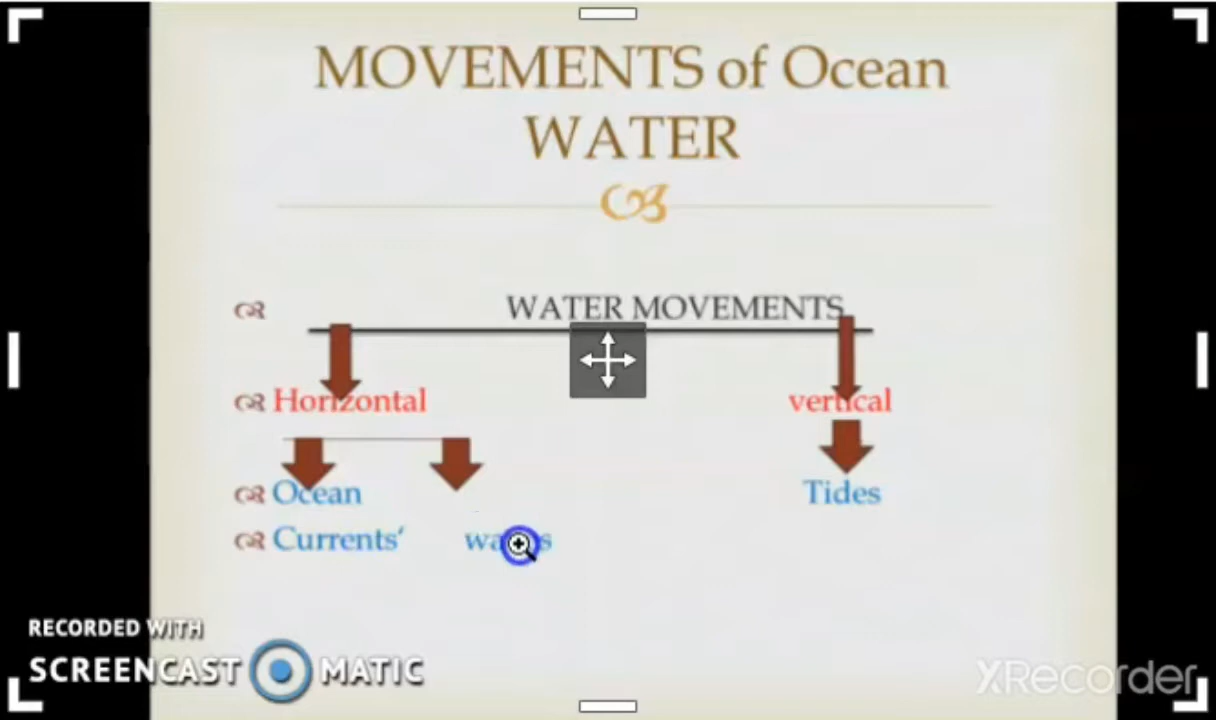 MOVEMENTS of Ocean
WATER
WATER MOVEMENTS
Horizontal vertical
Ocean Tides
Currents’
RECORDED WITH
SCREENCAST MATIC
XRecorder